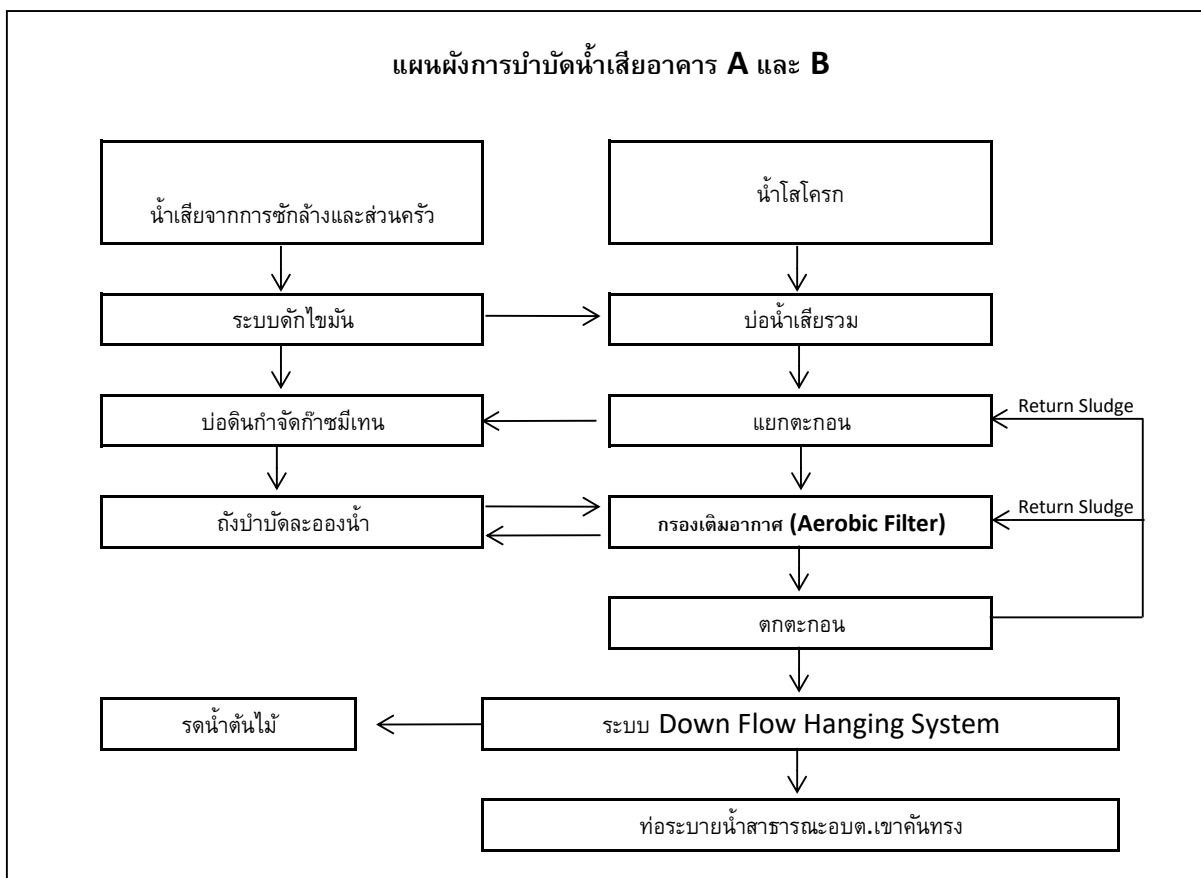 แผนผังการบำบัดน้ำเสียอาคาร A และ B
น้ำเสียจากการซักล้างและส่วนครัว
น้ำโสโครก
ระบบดักไขมัน
บ่อน้ำเสียรวม
บ่อดินกำจัดก๊าซมีเทน
แยกตะกอน
Return Sludge
ถังบำบัดละอองน้ำ
กรองเติมอากาศ (Aerobic Filter)
Return Sludge
ตกตะกอน
รดน้ำต้นไม้
ระบบ Down Flow Hanging System
ท่อระบายน้ำสาธารณะอบต.เขาคันทรง